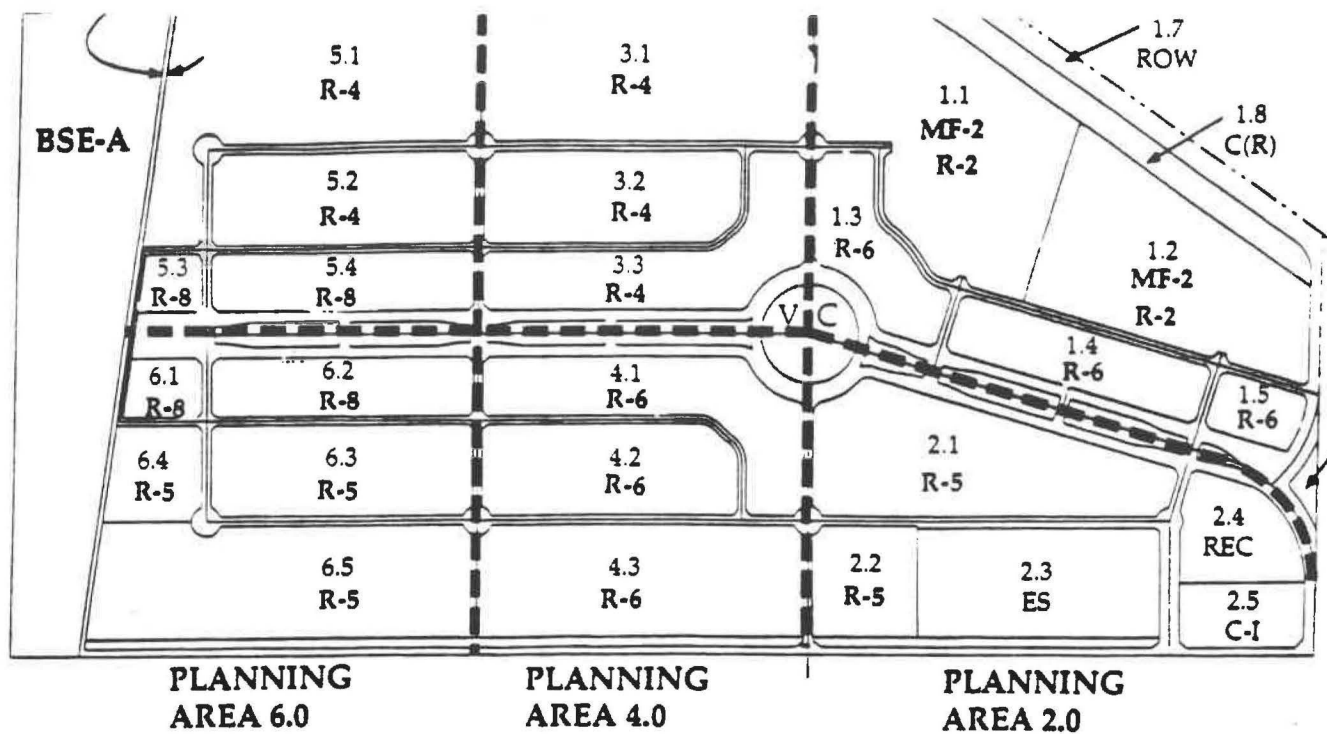 1.7
ROW
5.1
R-4
3.1
R-4
1.1
MF-2
R-2
1.8
C(R)
BSE-A
5.2
R-4
3.2
R-4
1.3
R-6
1.2
MF-2
R-2
5.3
R-8
5.4
R-8
3.3
R-4
V C
1.4
R-6
6.1
R-8
6.2
R-8
4.1
R-6
1.5
R-6
6.4
R-5
6.3
R-5
4.2
R-6
2.1
R-5
2.4
REC
6.5
R-5
4.3
R-6
2.2
R-5
2.3
ES
2.5
C-I
PLANNING
AREA 6.0
PLANNING
AREA 4.0
PLANNING
AREA 2.0